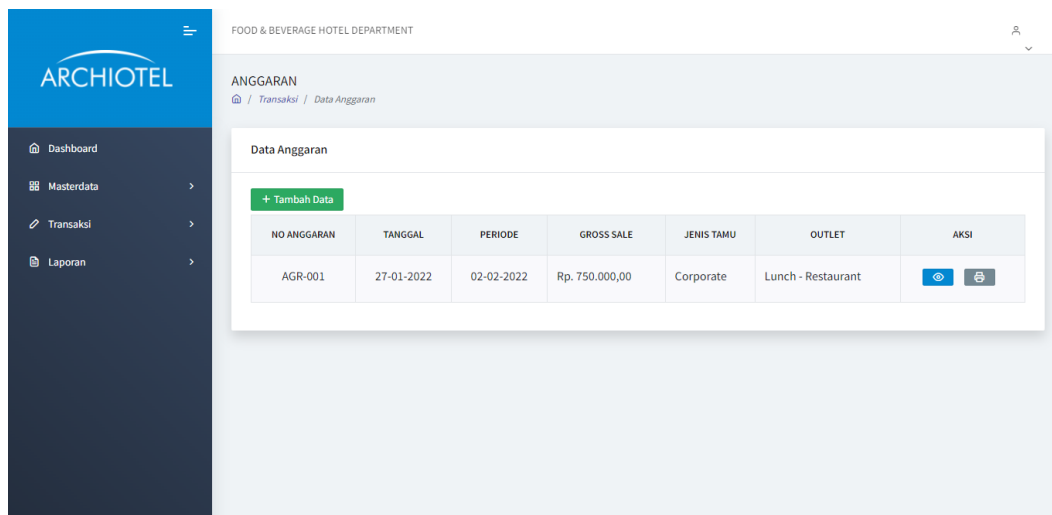 ARCHIOTEL
Dashboard
Masterdata
Transaksi
Laporan
FOOD & BEVERAGE HOTEL DEPARTMENT
ANGGARAN
/ Transaksi / Data Anggaran
Data Anggaran
+ Tambah Data
NO ANGGARAN TANGGAL PERIODE GROSS SALE JENIS TAMU OUTLET AKSI
AGR-001 27-01-2022 02-02-2022 Rp. 750.000,00 Corporate Lunch - Restaurant